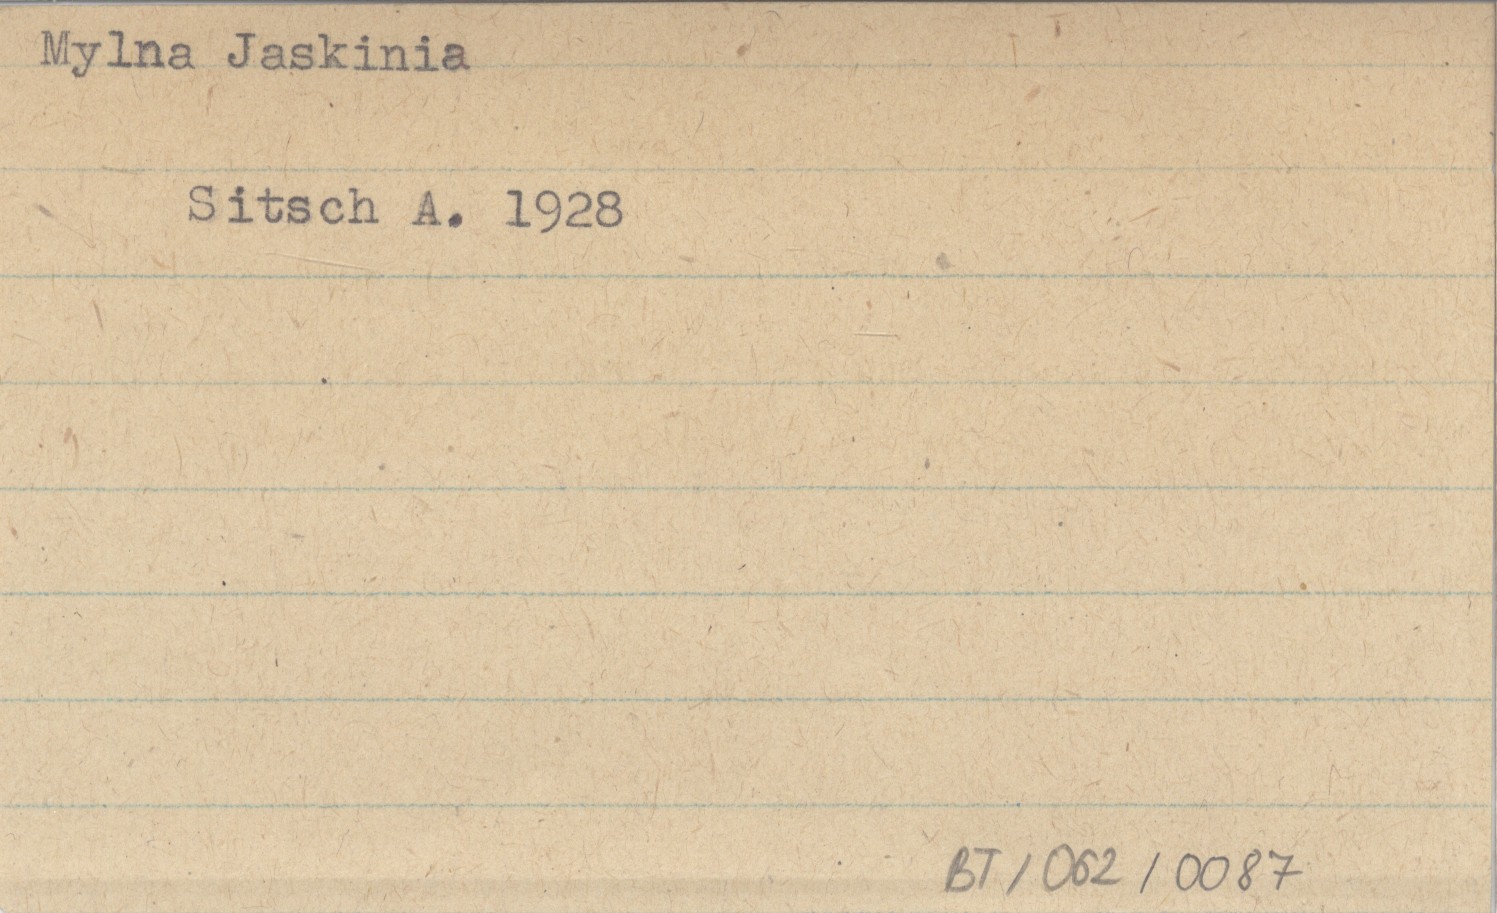 Mylna Jaskinia
Sitsch A. 1928
BT/062/0087